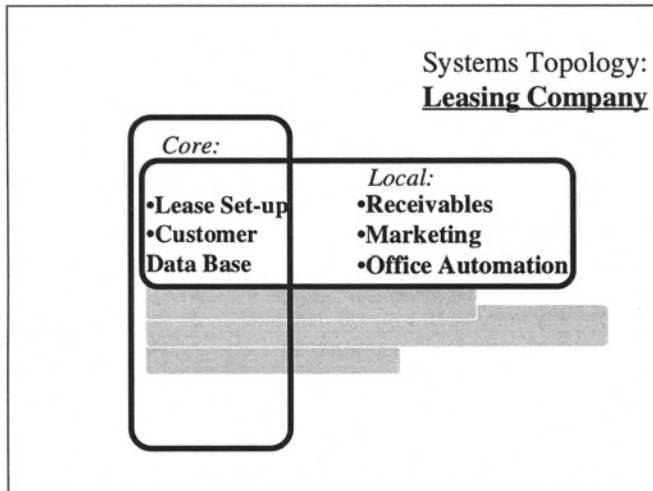 Systems Topology:
Leasing Company
Core:
•Lease Set-up
•Customer
Data Base
Local:
•Receivables
•Marketing
•Office Automation